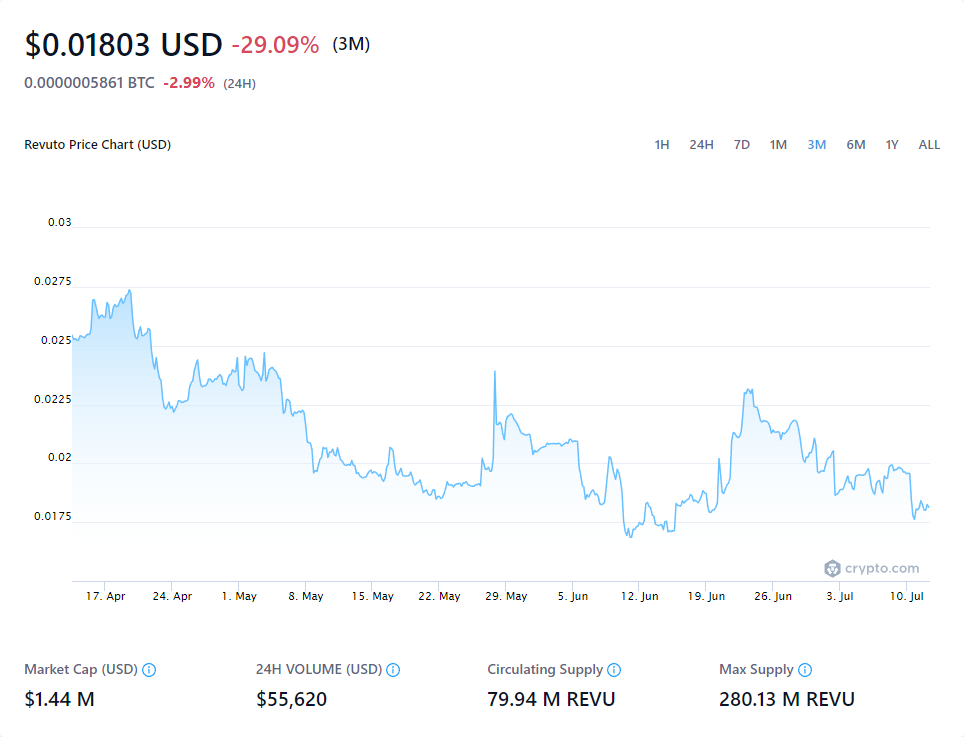 $0.01803 USD -29.09% (3M)
0.0000005861 BTC -2.99% (24H)
Revuto Price Chart (USD) 1H 24H 7D 1M 3M 6M 1Y ALL
0.03
0.0275
0.025
0.0225
0.02
0.0175
crypto.com
17. Apr 24. Apr 1. May 8. May 15. May 22. May 29. May 5. Jun 12. Jun 19. Jun 26. Jun 3. Jul 10. Jul
Market Cap (USD) 24H VOLUME (USD) Circulating Supply Max Supply
$1.44 M $55,620 79.94 M REVU 280.13 M REVU